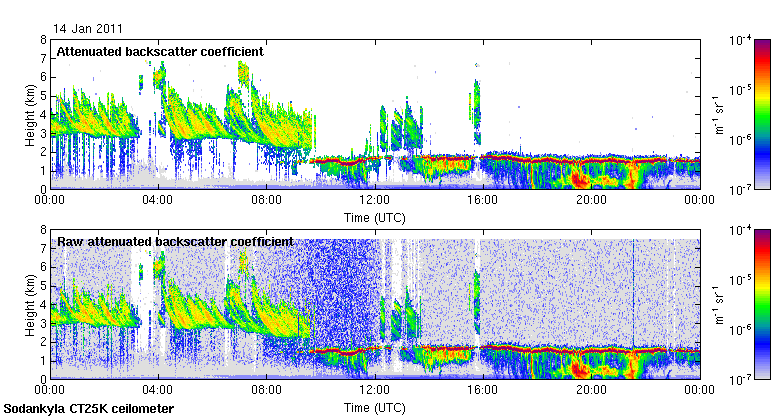 14 Jan 2011
Attenuated backscatter coefficient
8
7
6
5
4
3
2
1
0
Height (km)
00:00 04:00 08:00 12:00 16:00 20:00 00:00
Time (UTC)
10⁻⁴
10⁻⁵
10⁻⁶
10⁻⁷
m⁻¹ sr⁻¹
Raw attenuated backscatter coefficient
8
7
6
5
4
3
2
1
0
Height (km)
00:00 04:00 08:00 12:00 16:00 20:00 00:00
Time (UTC)
10⁻⁴
10⁻⁵
10⁻⁶
10⁻⁷
m⁻¹ sr⁻¹
Sodankyla CT25K ceilometer